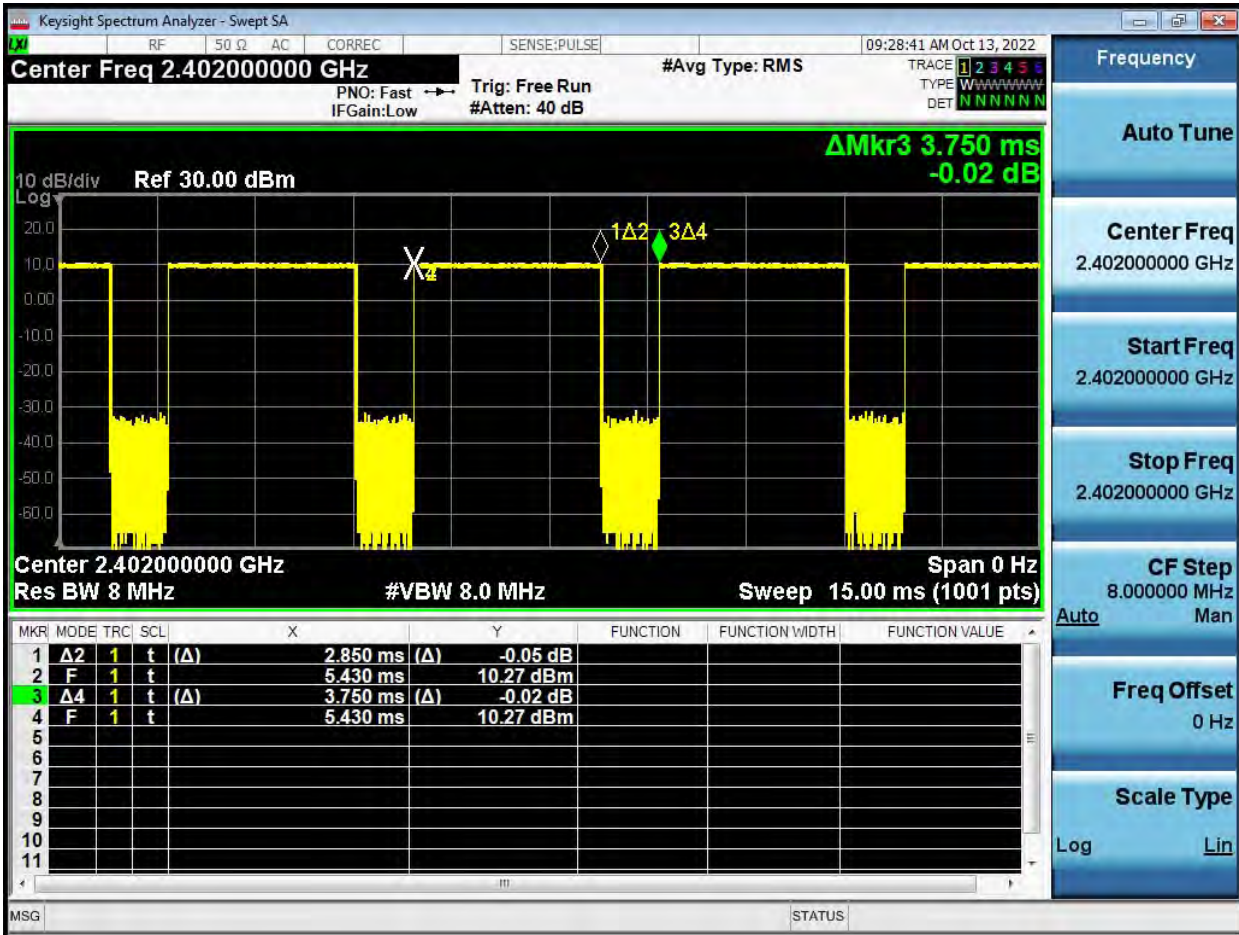 Keysight Spectrum Analyzer - Swept SA
LXI RF 50 Ω AC CORREC SENSE:PULSE 09:28:41 AM Oct 13, 2022
Center Freq 2.402000000 GHz #Avg Type: RMS TRACE 1 2 3 4 5 6
PNO: Fast Trig: Free Run TYPE WWWWWW
IFGain:Low #Atten: 40 dB DET N N N N N N
ΔMkr3 3.750 ms
-0.02 dB
10 dB/div Ref 30.00 dBm
Log
20.0
10.0
0.00
-10.0
-20.0
-30.0
-40.0
-50.0
-60.0
1Δ2 3Δ4
X4
Center 2.402000000 GHz Span 0 Hz
Res BW 8 MHz #VBW 8.0 MHz Sweep 15.00 ms (1001 pts)
MKR MODE TRC SCL X Y FUNCTION FUNCTION WIDTH FUNCTION VALUE
1 Δ2 1 t (Δ) 2.850 ms (Δ) -0.05 dB
2 F 1 t 5.430 ms 10.27 dBm
3 Δ4 1 t (Δ) 3.750 ms (Δ) -0.02 dB
4 F 1 t 5.430 ms 10.27 dBm
5
6
7
8
9
10
11
MSG STATUS
Frequency
Auto Tune
Center Freq
2.402000000 GHz
Start Freq
2.402000000 GHz
Stop Freq
2.402000000 GHz
CF Step
8.000000 MHz
Auto Man
Freq Offset
0 Hz
Scale Type
Log Lin